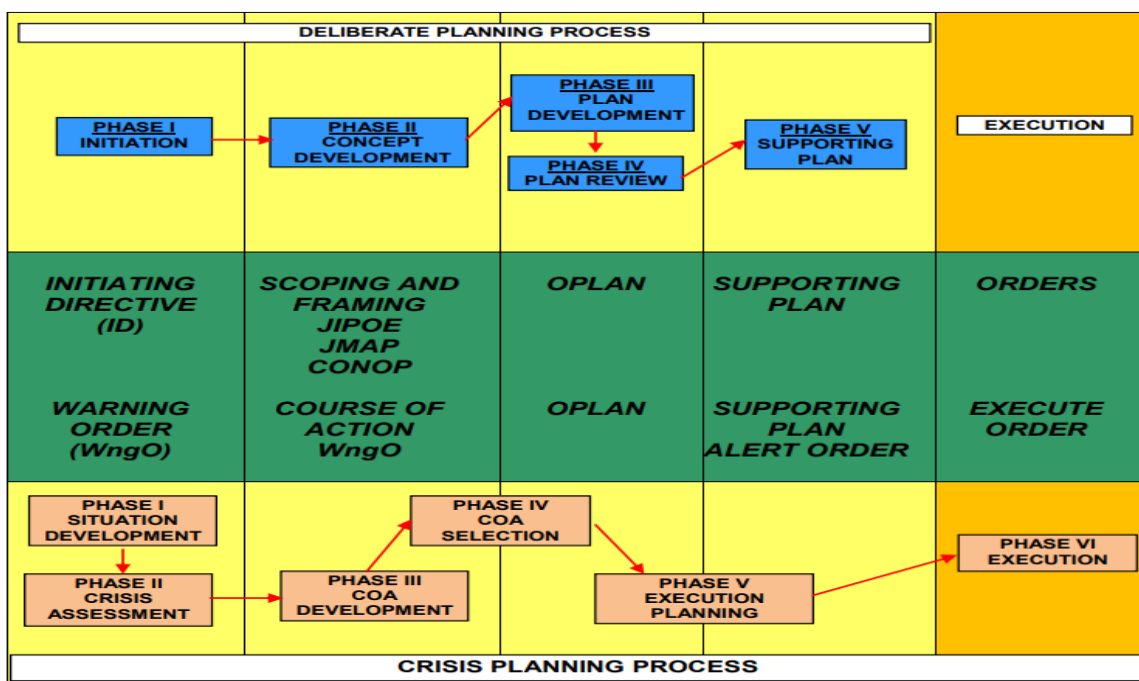 DELIBERATE PLANNING PROCESS
PHASE I
INITIATION
PHASE II
CONCEPT
DEVELOPMENT
PHASE III
PLAN
DEVELOPMENT
PHASE IV
PLAN REVIEW
PHASE V
SUPPORTING
PLAN
EXECUTION
INITIATING
DIRECTIVE
(ID)
SCOPING AND
FRAMING
JIPOE
JMAP
CONOP
OPLAN
SUPPORTING
PLAN
ORDERS
WARNING
ORDER
(WngO)
COURSE OF
ACTION
WngO
OPLAN
SUPPORTING
PLAN
ALERT ORDER
EXECUTE
ORDER
PHASE I
SITUATION
DEVELOPMENT
PHASE II
CRISIS
ASSESSMENT
PHASE III
COA
DEVELOPMENT
PHASE IV
COA
SELECTION
PHASE V
EXECUTION
PLANNING
PHASE VI
EXECUTION
CRISIS PLANNING PROCESS